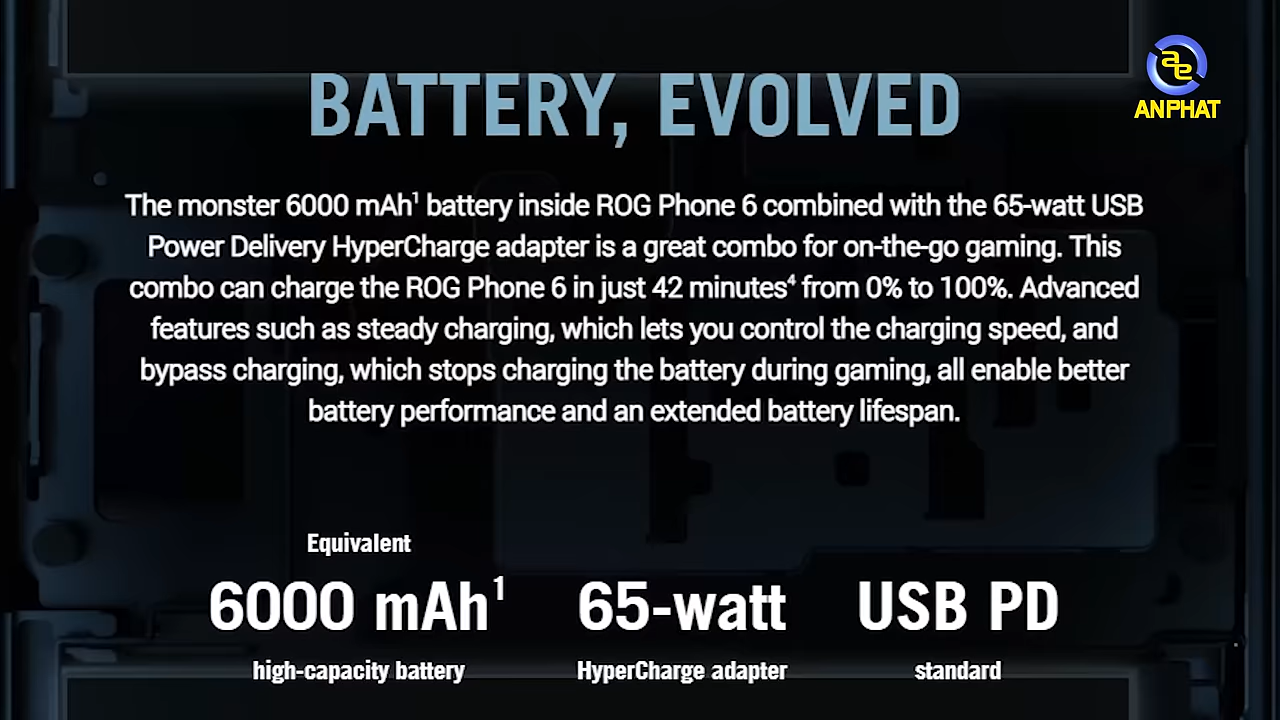 BATTERY, EVOLVED
ae
ANPHAT
The monster 6000 mAh¹ battery inside ROG Phone 6 combined with the 65-watt USB
Power Delivery HyperCharge adapter is a great combo for on-the-go gaming. This
combo can charge the ROG Phone 6 in just 42 minutes⁴ from 0% to 100%. Advanced
features such as steady charging, which lets you control the charging speed, and
bypass charging, which stops charging the battery during gaming, all enable better
battery performance and an extended battery lifespan.
Equivalent
6000 mAh¹ 65-watt USB PD
high-capacity battery HyperCharge adapter standard